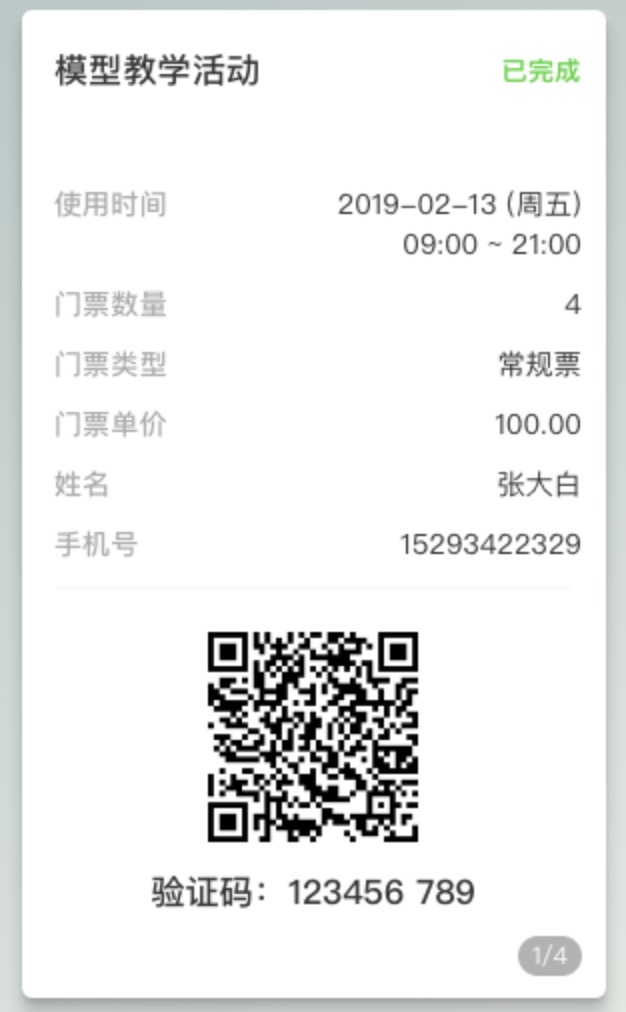 模型教学活动 已完成
使用时间 2019-02-13 (周五)
09:00 ~ 21:00
门票数量 4
门票类型 常规票
门票单价 100.00
姓名 张大白
手机号 15293422329
验证码：123456 789
1/4